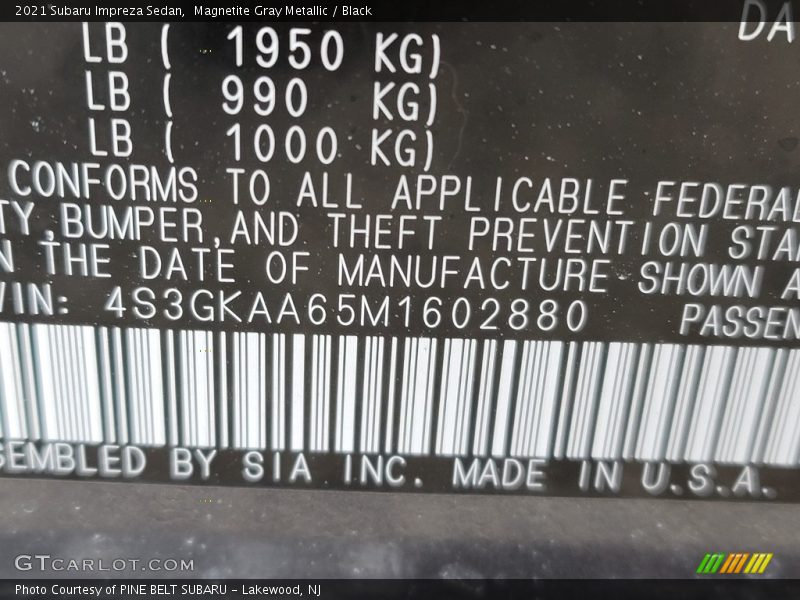 2021 Subaru Impreza Sedan, Magnetite Gray Metallic / Black
DA
LB ( 1950 KG)
LB ( 990 KG)
LB ( 1000 KG)
CONFORMS TO ALL APPLICABLE FEDERAL
TY,BUMPER,AND THEFT PREVENTION STAN
N THE DATE OF MANUFACTURE SHOWN A
VIN: 4S3GKAA65M1602880 PASSEN
SEMBLED BY SIA INC. MADE IN U.S.A.
GTCARLOT.COM
Photo Courtesy of PINE BELT SUBARU - Lakewood, NJ